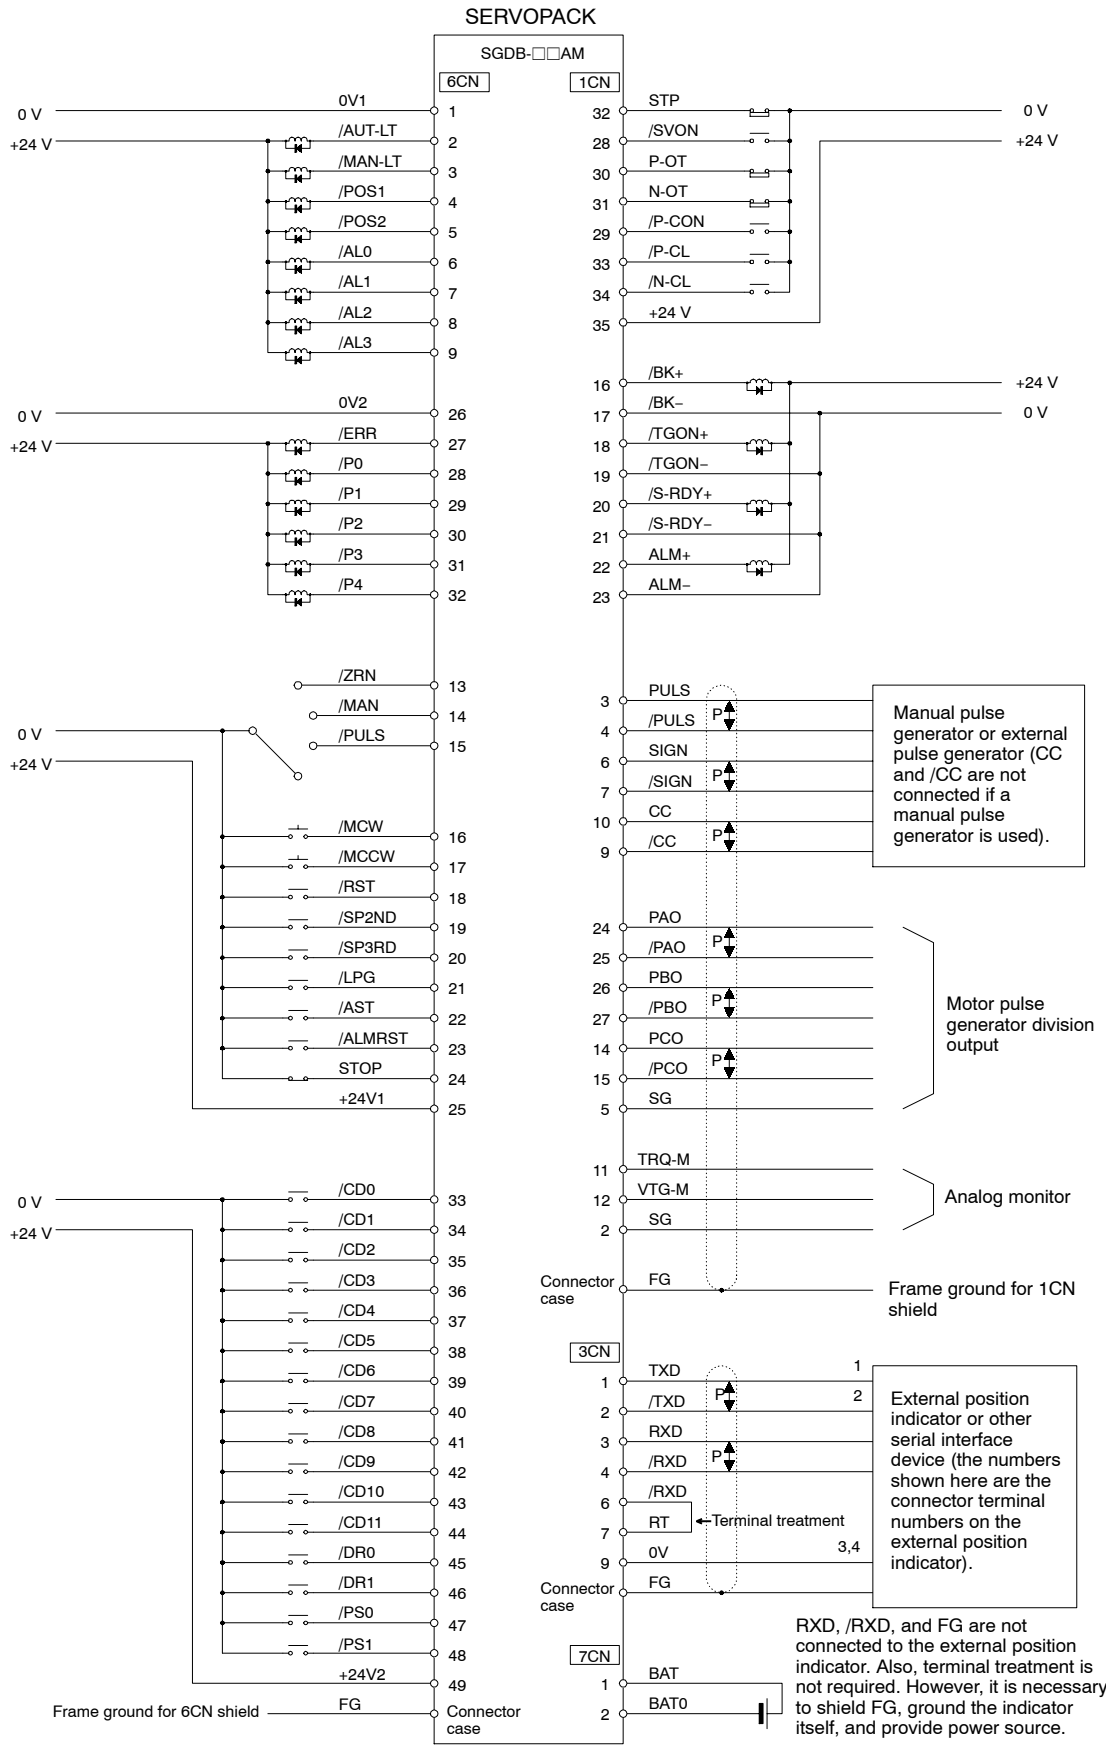 SERVOPACK
SGDB-□□AM
6CN
0 V
0V1
1
+24 V
/AUT-LT
2
/MAN-LT
3
/POS1
4
/POS2
5
/AL0
6
/AL1
7
/AL2
8
/AL3
9
0 V
0V2
26
+24 V
/ERR
27
/P0
28
/P1
29
/P2
30
/P3
31
/P4
32
/ZRN
13
/MAN
14
0 V
/PULS
15
+24 V
/MCW
16
/MCCW
17
/RST
18
/SP2ND
19
/SP3RD
20
/LPG
21
/AST
22
/ALMRST
23
STOP
24
+24V1
25
0 V
/CD0
33
+24 V
/CD1
34
/CD2
35
/CD3
36
/CD4
37
/CD5
38
/CD6
39
/CD7
40
/CD8
41
/CD9
42
/CD10
43
/CD11
44
/DR0
45
/DR1
46
/PS0
47
/PS1
48
+24V2
49
Frame ground for 6CN shield
FG
Connector
case
1CN
32
STP
0 V
28
/SVON
+24 V
30
P-OT
31
N-OT
29
/P-CON
33
/P-CL
34
/N-CL
35
+24 V
16
/BK+
+24 V
17
/BK−
0 V
18
/TGON+
19
/TGON−
20
/S-RDY+
21
/S-RDY−
22
ALM+
23
ALM−
3
PULS
P
4
/PULS
6
SIGN
P
7
/SIGN
10
CC
P
9
/CC
Manual pulse
generator or external
pulse generator (CC
and /CC are not
connected if a
manual pulse
generator is used).
24
PAO
P
25
/PAO
26
PBO
P
27
/PBO
14
PCO
P
15
/PCO
5
SG
Motor pulse
generator division
output
11
TRQ-M
12
VTG-M
2
SG
Analog monitor
Connector
case
FG
Frame ground for 1CN
shield
3CN
1
TXD
P
1
2
/TXD
2
3
RXD
P
4
/RXD
6
/RXD
7
RT
Terminal treatment
9
0V
3,4
Connector
case
FG
External position
indicator or other
serial interface
device (the numbers
shown here are the
connector terminal
numbers on the
external position
indicator).
7CN
1
BAT
2
BAT0
RXD, /RXD, and FG are not
connected to the external position
indicator. Also, terminal treatment is
not required. However, it is necessary
to shield FG, ground the indicator
itself, and provide power source.